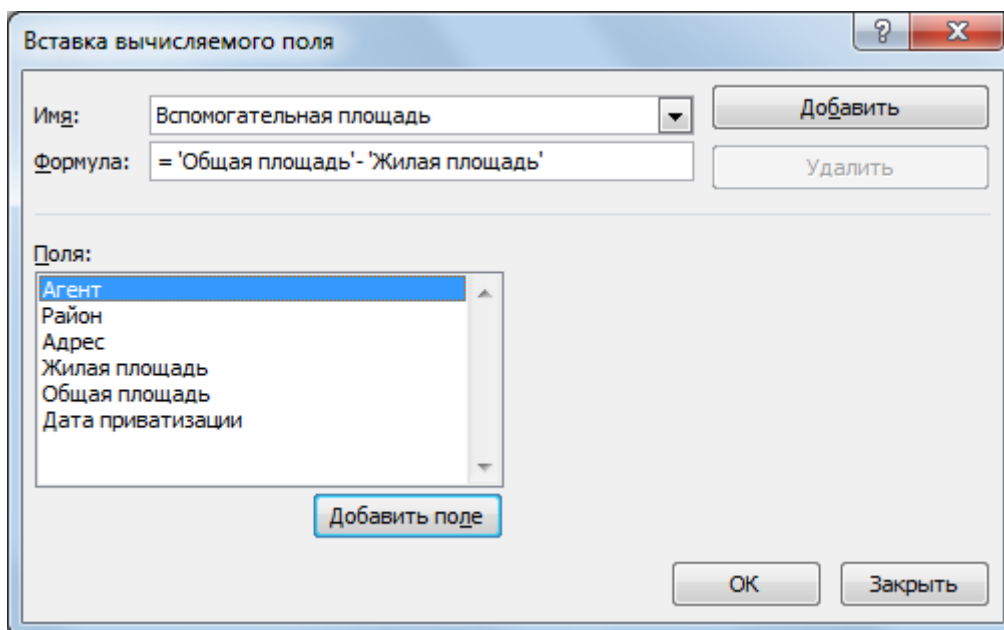 Вставка вычисляемого поля
Имя: Вспомогательная площадь Добавить
Формула: = 'Общая площадь'- 'Жилая площадь' Удалить
Поля:
Агент
Район
Адрес
Жилая площадь
Общая площадь
Дата приватизации
Добавить поле
ОК Закрыть